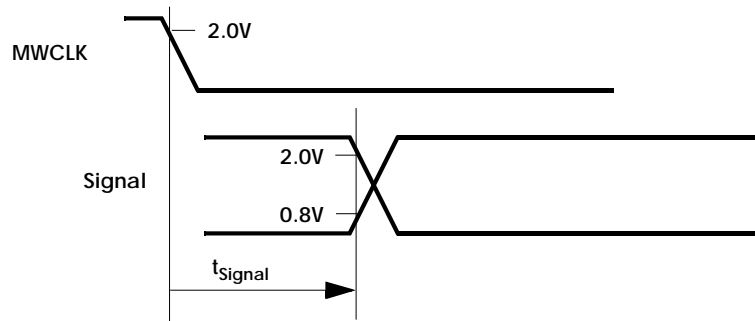 2.0V
MWCLK
2.0V
Signal
0.8V
tSignal